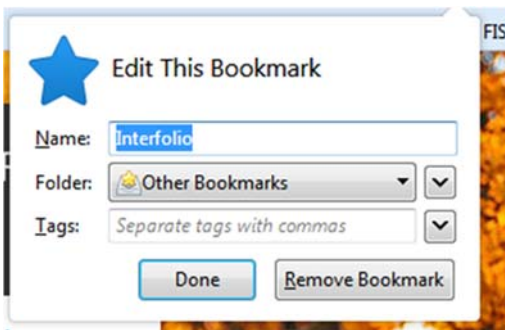 FIS
Edit This Bookmark
Name: Interfolio
Folder: Other Bookmarks
Tags: Separate tags with commas
Done Remove Bookmark